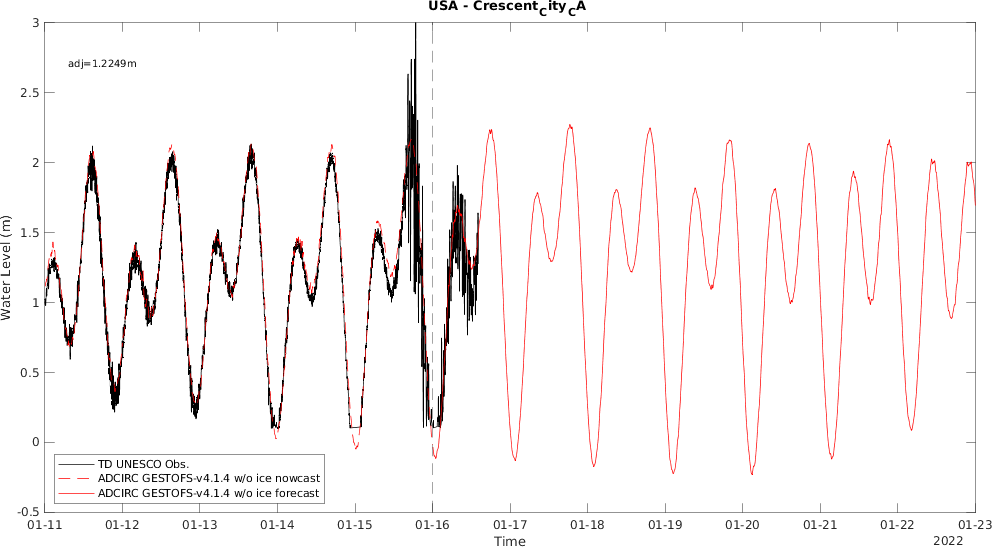 USA - Crescent_City_CA
adj=1.2249m
3
2.5
2
1.5
1
0.5
0
-0.5
Water Level (m)
TD UNESCO Obs.
ADCIRC GESTOFS-v4.1.4 w/o ice nowcast
ADCIRC GESTOFS-v4.1.4 w/o ice forecast
01-11 01-12 01-13 01-14 01-15 01-16 01-17 01-18 01-19 01-20 01-21 01-22 01-23
Time
2022